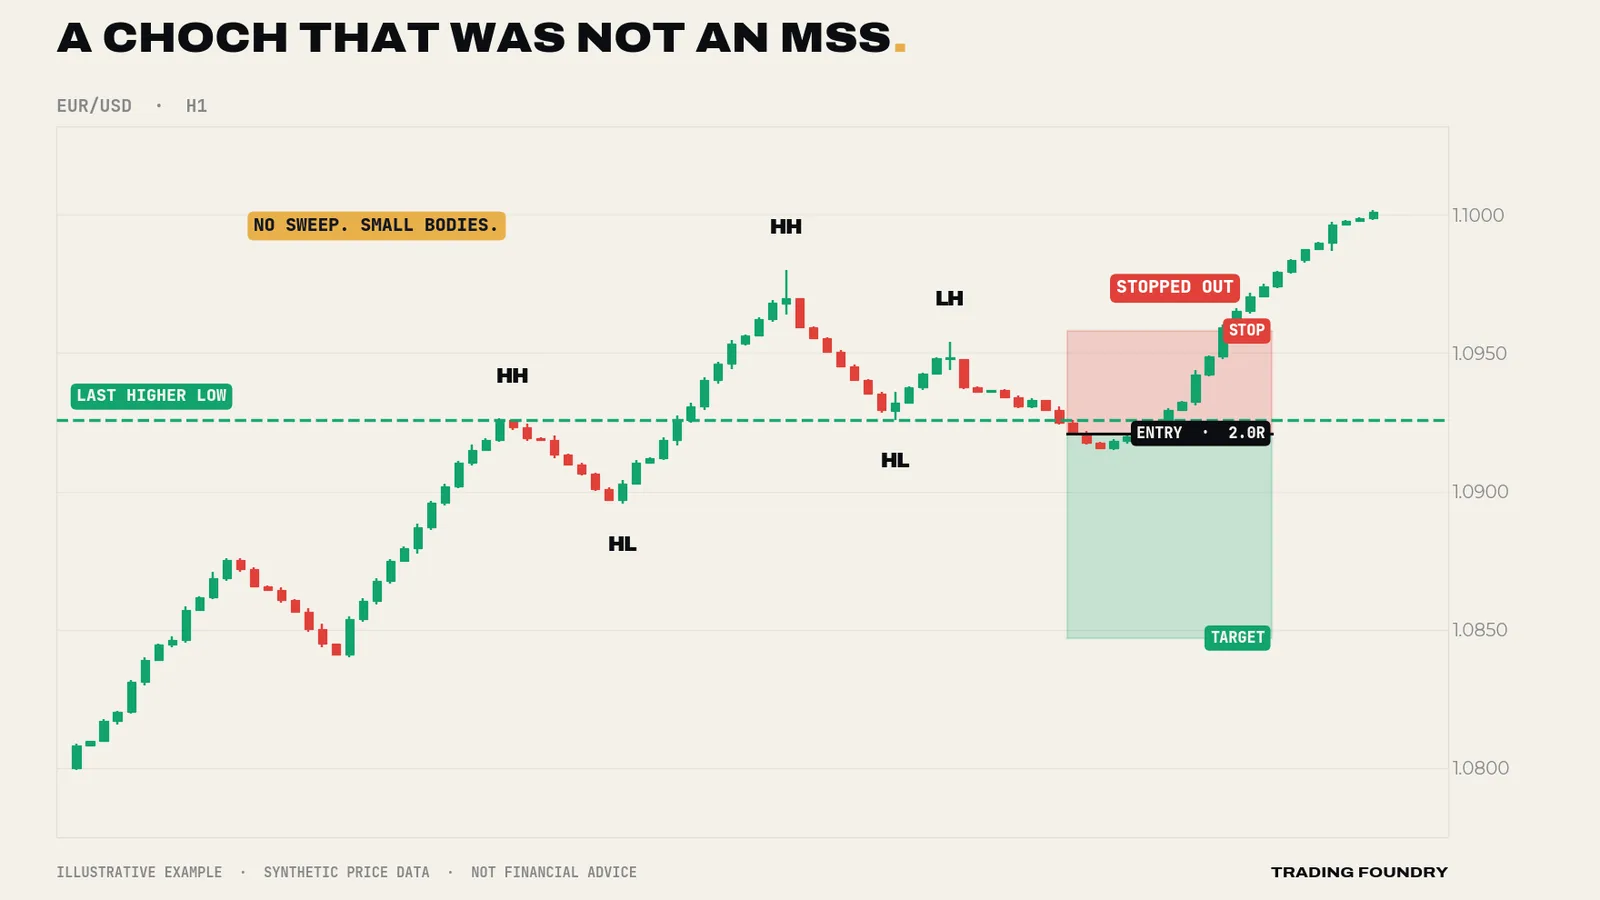 A CHOCH THAT WAS NOT AN MSS.
EUR/USD · H1
NO SWEEP. SMALL BODIES.
HH
1.1000
LH
STOPPED OUT
STOP
1.0950
HH
LAST HIGHER LOW
ENTRY · 2.0R
HL
1.0900
HL
1.0850
TARGET
1.0800
ILLUSTRATIVE EXAMPLE · SYNTHETIC PRICE DATA · NOT FINANCIAL ADVICE
TRADING FOUNDRY